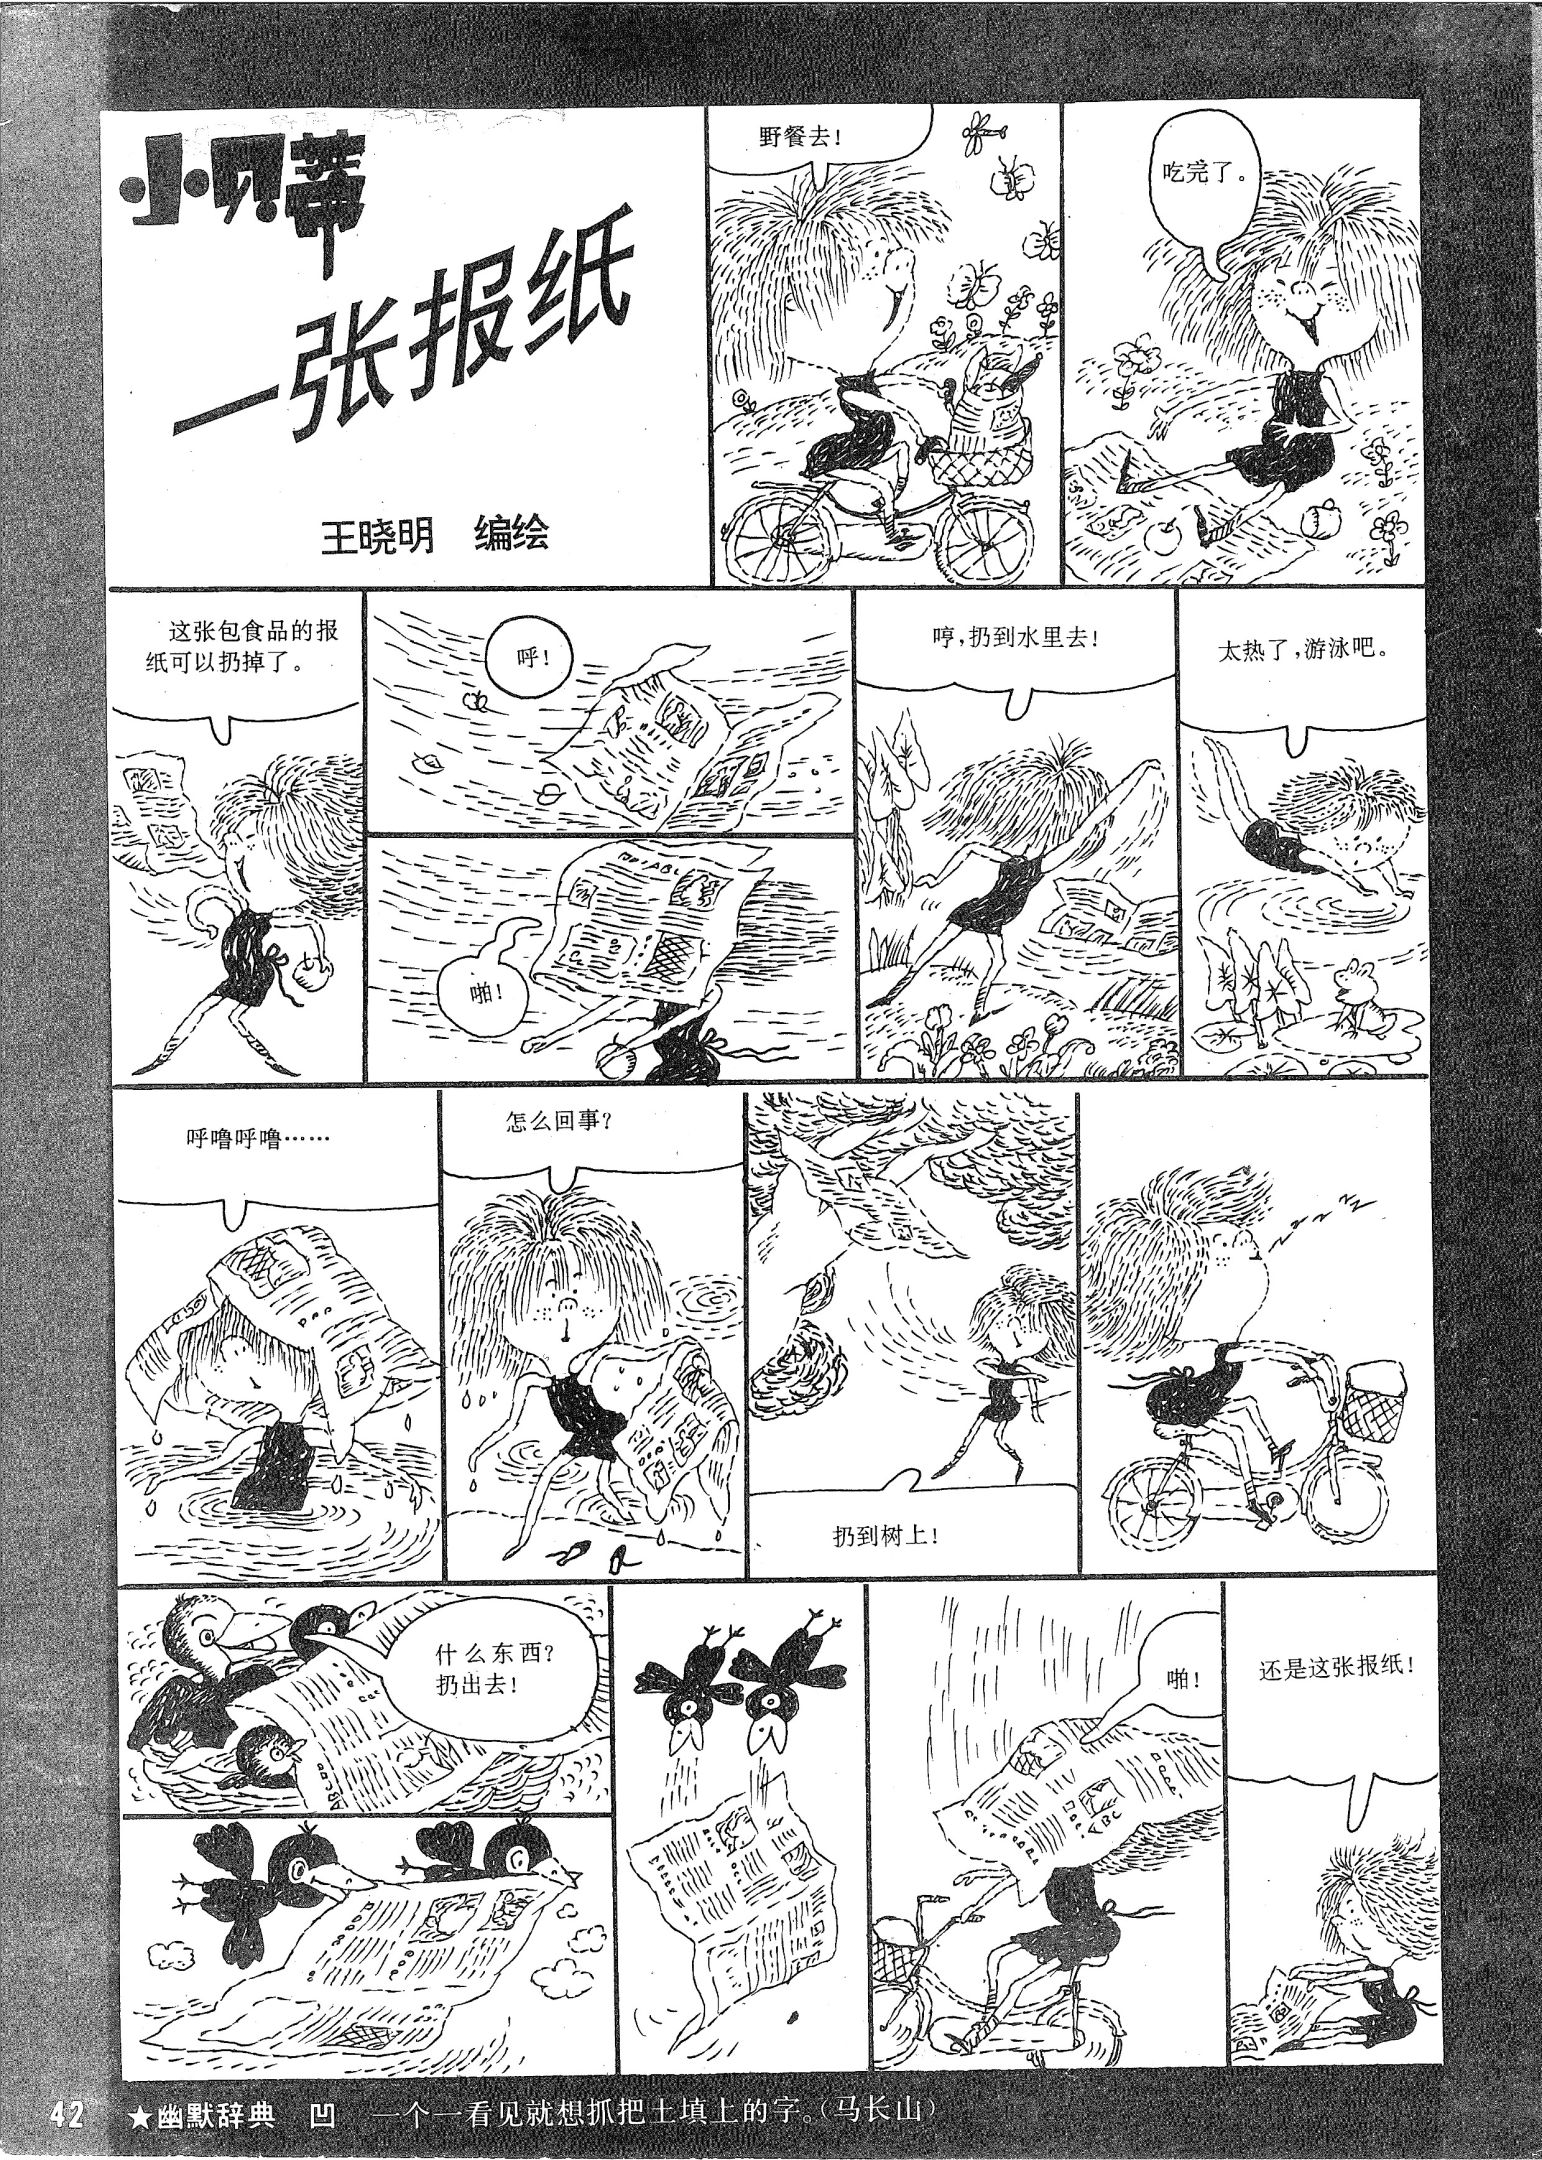 小贝蒂
一张报纸
王晓明 编绘
野餐去！
吃完了。
这张包食品的报
纸可以扔掉了。
呼！
啪！
哼，扔到水里去！
太热了，游泳吧。
呼噜呼噜……
怎么回事？
扔到树上！
什么东西？
扔出去！
啪！
还是这张报纸！
42 ★幽默辞典 凹 一个一看见就想抓把土填上的字。（马长山）